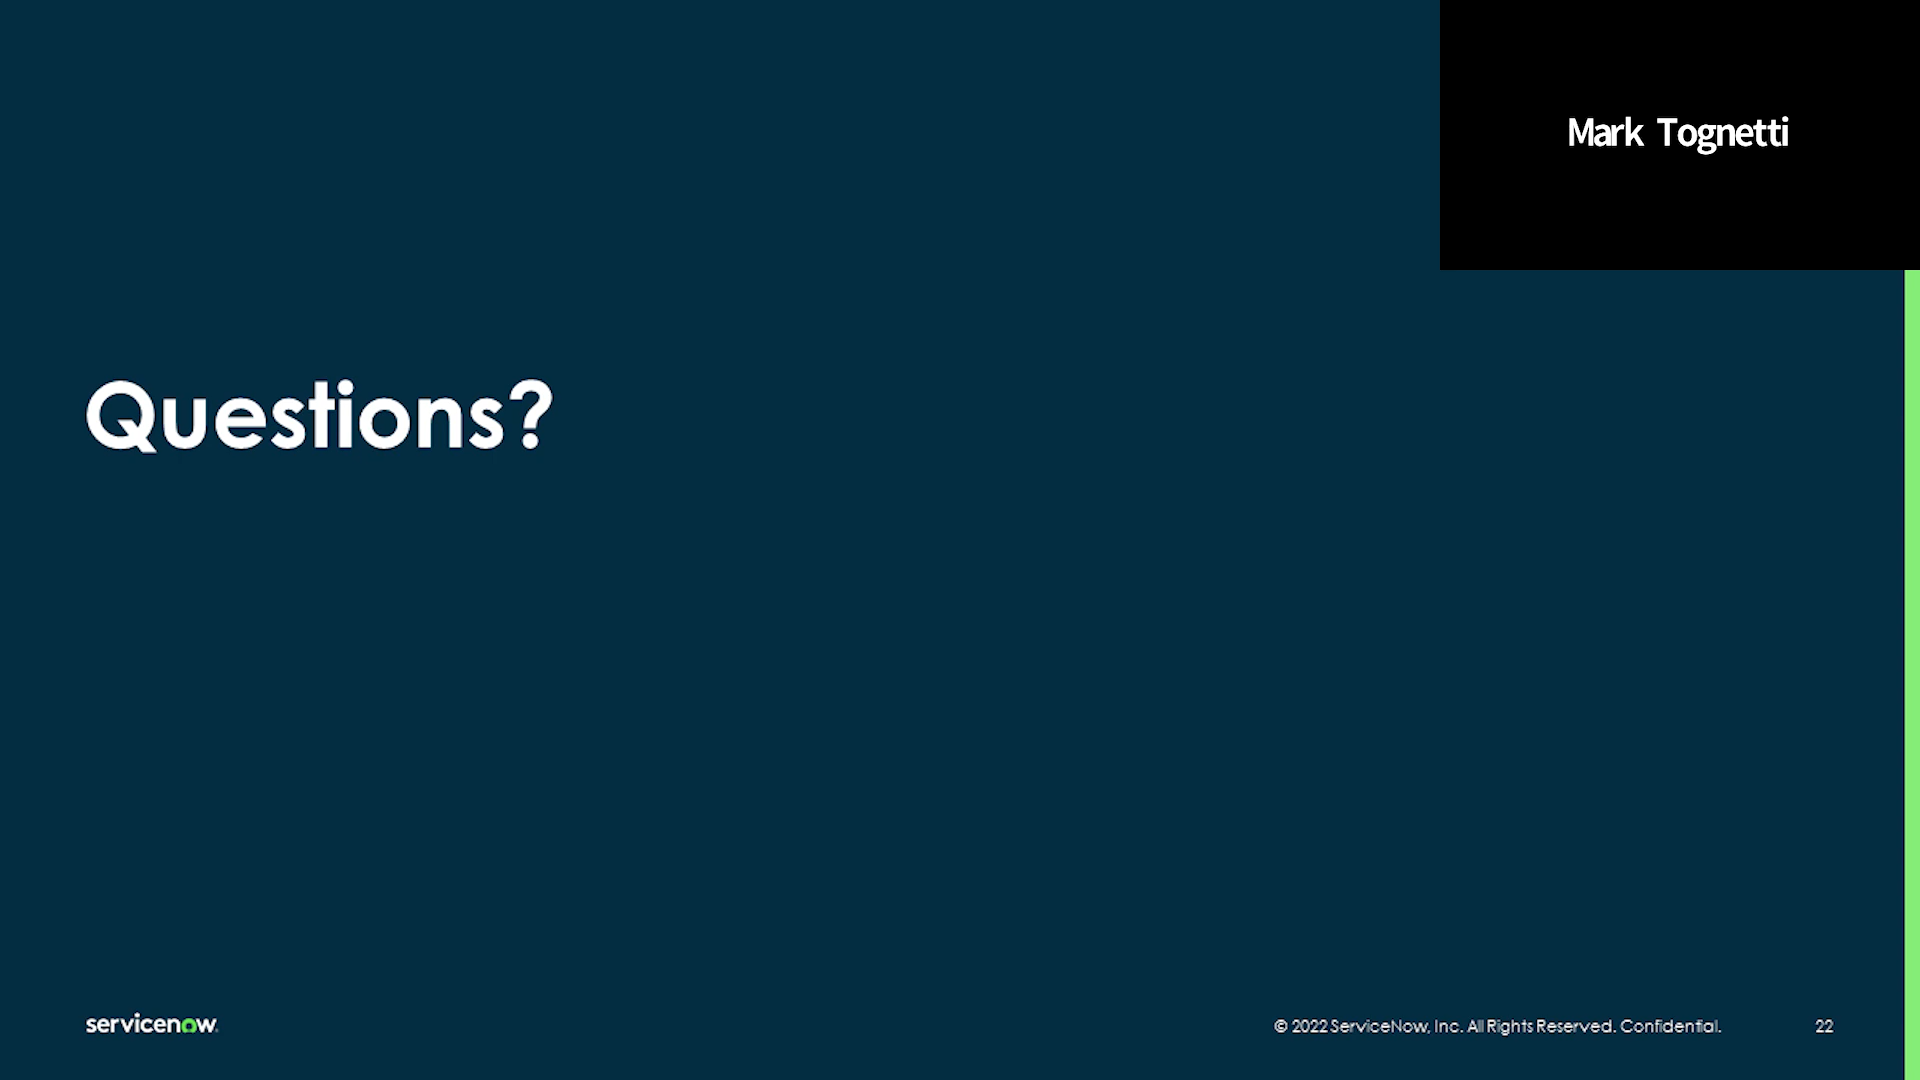 Mark Tognetti
Questions?
servicenow
© 2022 ServiceNow, Inc. All Rights Reserved. Confidential.
22